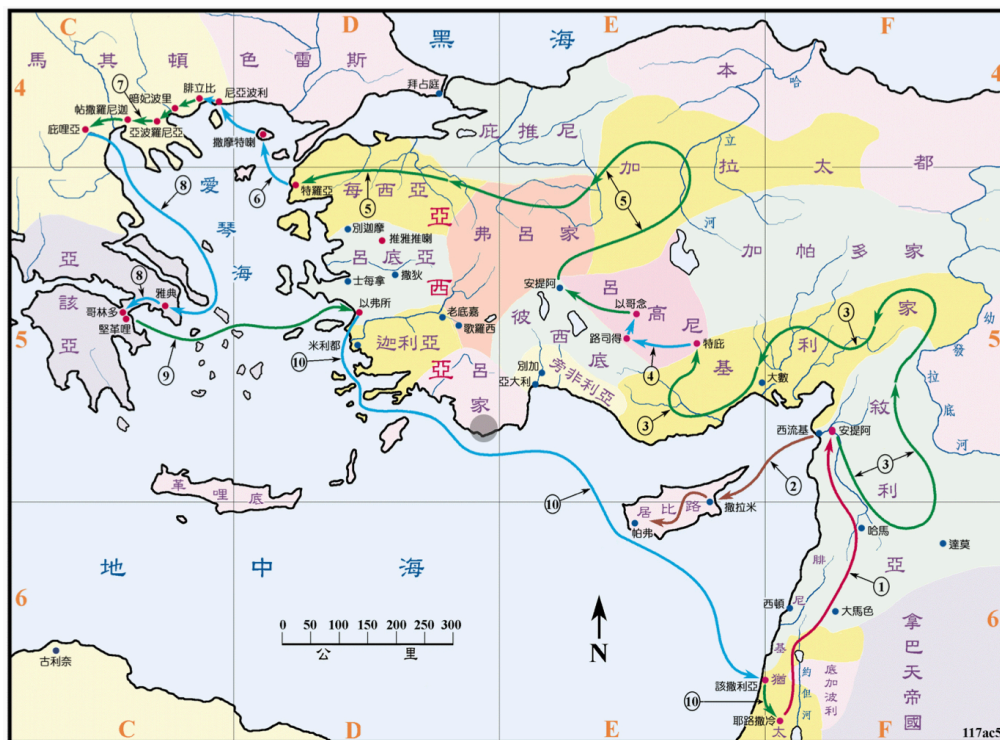 C
D
E
F
黑海
4
馬其頓
色雷斯
拜占庭
本都
哈
立
河
4
腓立比
尼亞波利
暗妃波里
⑦
帖撒羅尼迦
庇哩亞
亞波羅尼亞
撒摩特喇
庇推尼
加拉太
⑧
愛琴海
⑥
特羅亞
每西亞
⑤
⑤
弗呂家
加帕多家
別迦摩
推雅推喇
呂底亞
撒狄
士每拿
亞西亞
安提阿
呂高尼
以哥念
路司得
特庇
④
彼西底
亞該亞
⑧
雅典
哥林多
堅革哩
5
以弗所
老底嘉
歌羅西
米利都
迦利亞
⑨
⑩
呂家
別加
亞大利
旁非利亞
③
基利家
③
大數
幼發拉底河
5
敘利亞
西流基
安提阿
③
②
⑩
革哩底
居比路
撒拉米
帕弗
哈馬
達莫
①
地中海
6
0 50 100 150 200 250 300
公里
N
腓尼基
西頓
大馬色
拿巴天帝國
6
古利奈
該撒利亞
猶太
約但河
底加波利
⑩
耶路撒冷
C
D
E
F
117ac5